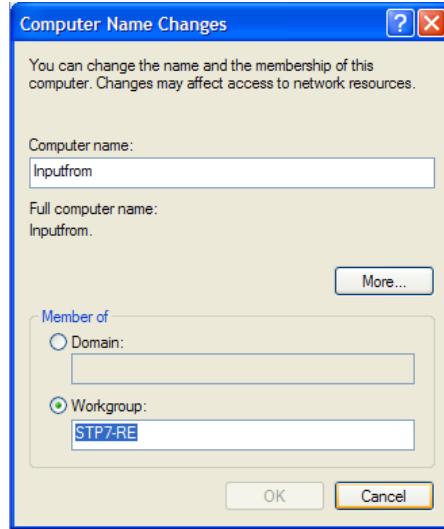 Computer Name Changes
You can change the name and the membership of this
computer. Changes may affect access to network resources.
Computer name:
Inputfrom
Full computer name:
Inputfrom.
More...
Member of
Domain:
Workgroup:
STP7-RE
OK Cancel